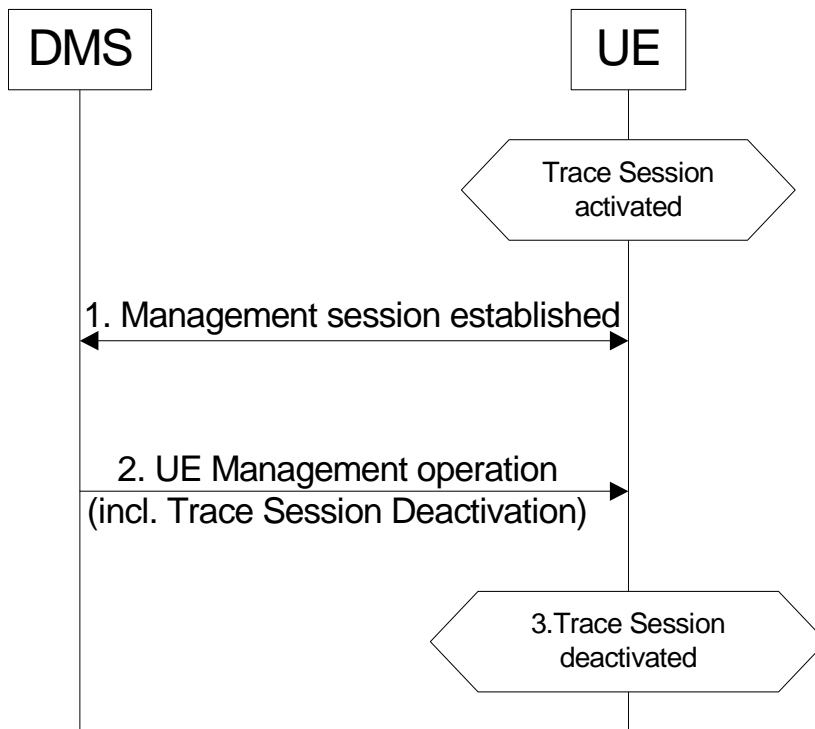 DMS
UE
Trace Session
activated
1. Management session established
2. UE Management operation
(incl. Trace Session Deactivation)
3.Trace Session
deactivated